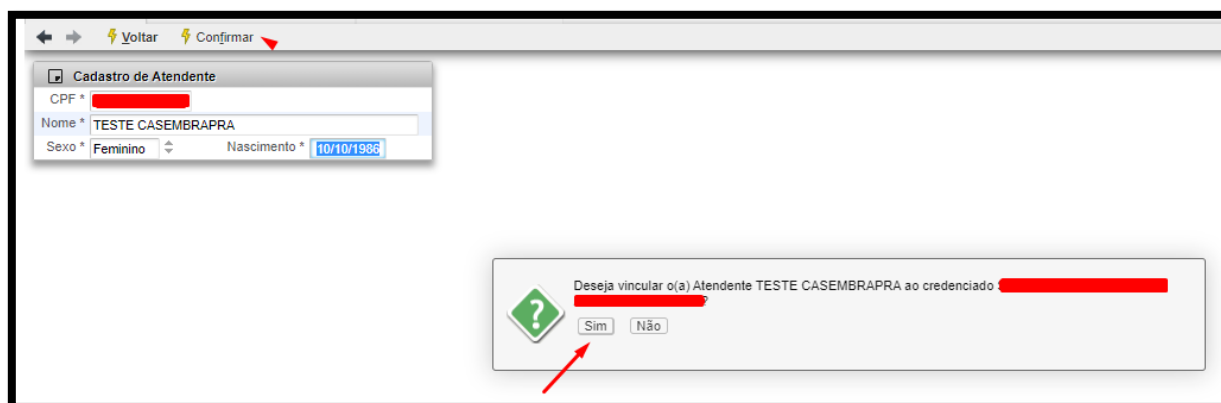 Voltar Confirmar
Cadastro de Atendente
CPF *
Nome * TESTE CASEMBRAPRA
Sexo * Feminino Nascimento * 10/10/1986
Deseja vincular o(a) Atendente TESTE CASEMBRAPRA ao credenciado
?
Sim Não